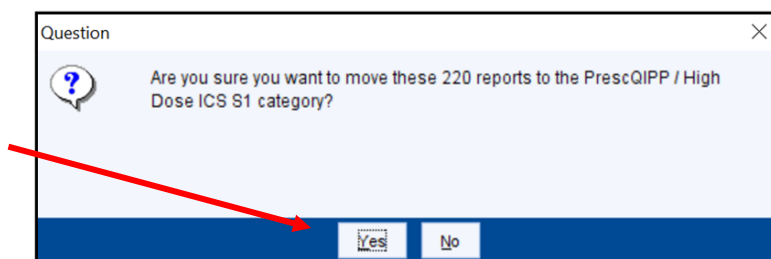 Question
Are you sure you want to move these 220 reports to the PrescQIPP / High
Dose ICS S1 category?
Yes No